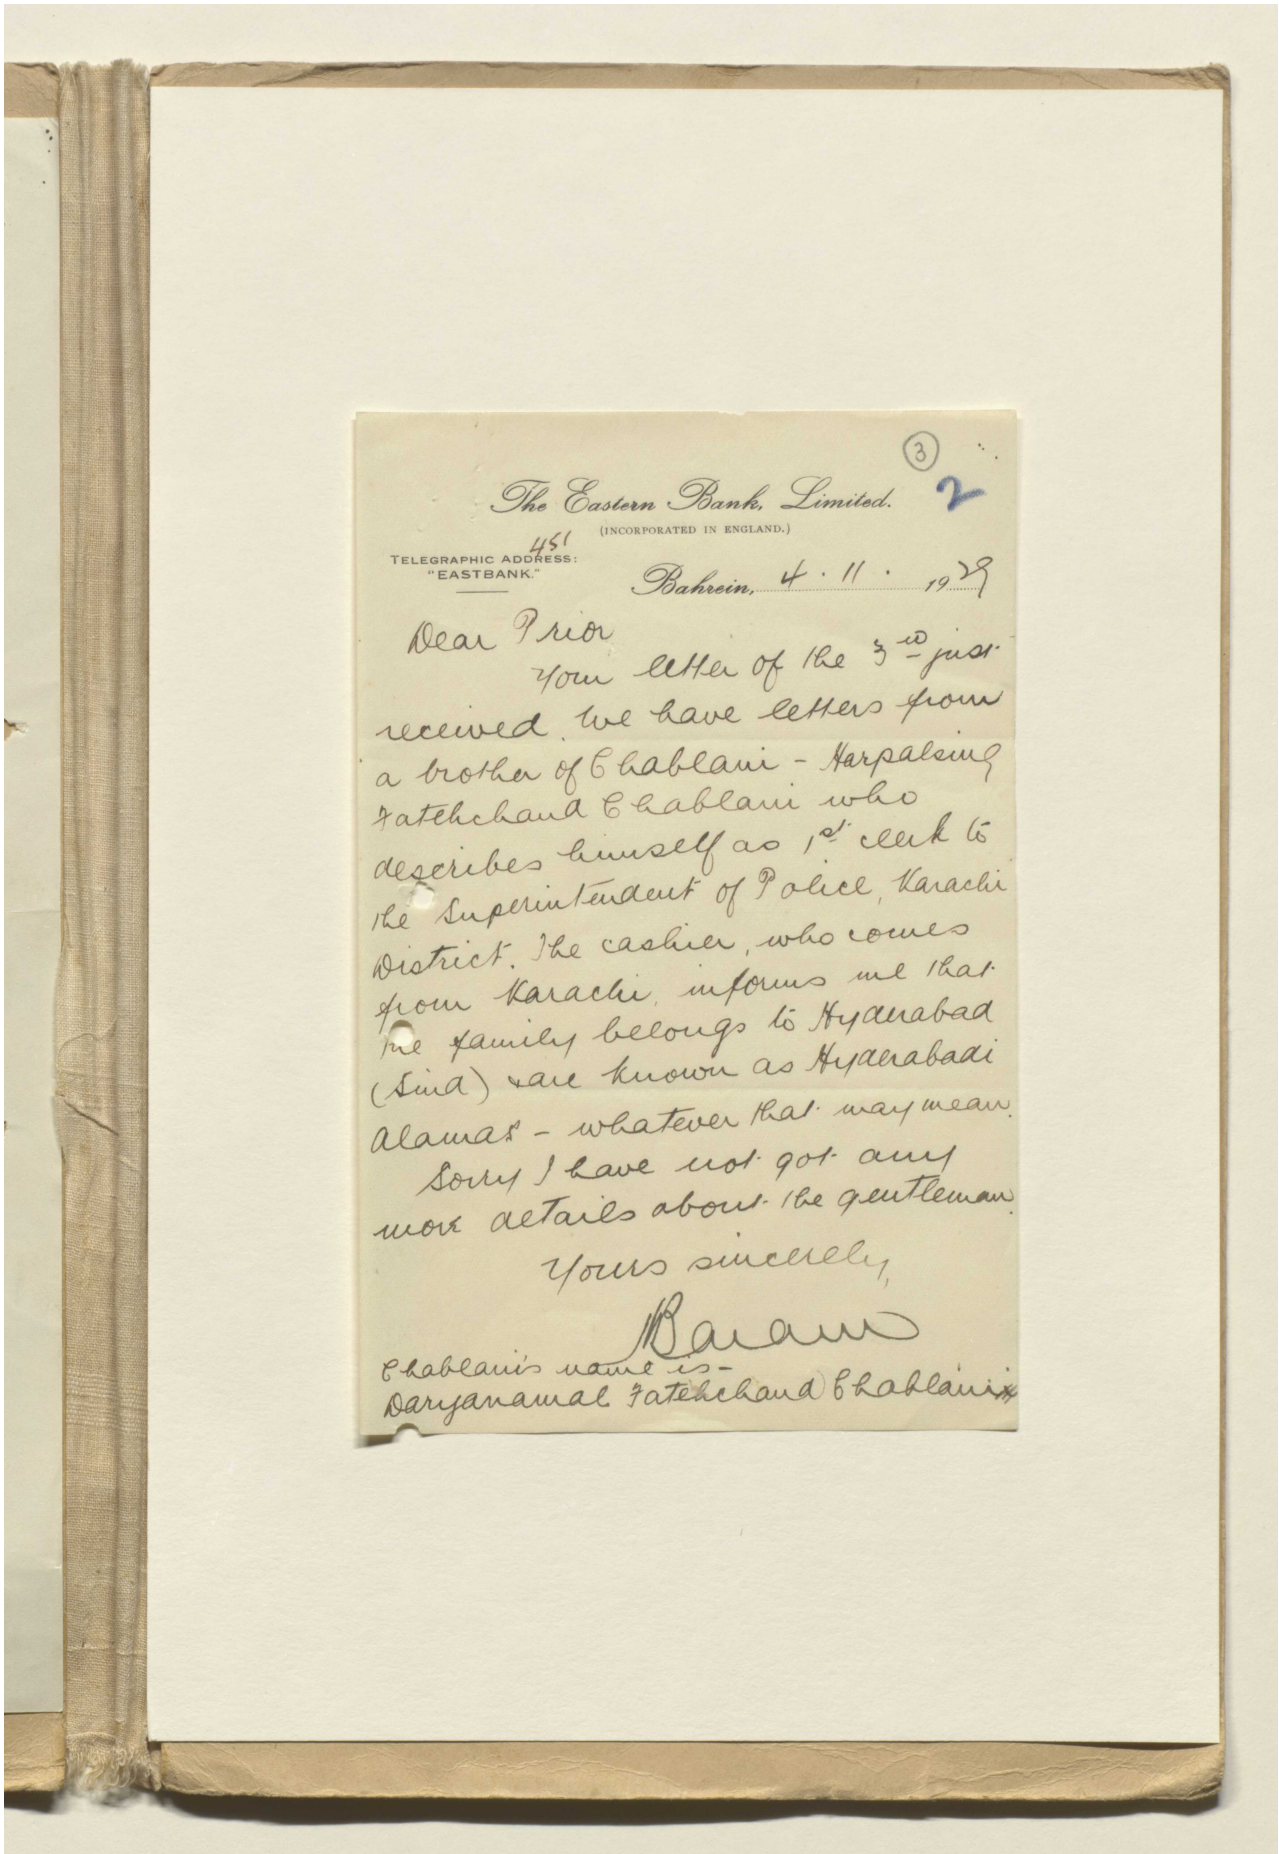 3
2
The Eastern Bank, Limited.
(INCORPORATED IN ENGLAND.)
451
TELEGRAPHIC ADDRESS:
"EASTBANK."
Bahrein, 4 . 11 . 1929
Dear Prior
Your letter of the 3rd just
received. We have letters from
a brother of Chablani - Harpalsing
Fatehchand Chablani who
describes himself as 1st clerk to
the Superintendent of Police, Karachi
District. The cashier, who comes
from Karachi, informs me that
the family belongs to Hyderabad
(Sind) & are known as Hyderabadi
- whatever that may mean.
Sorry I have not got any
more details about the gentleman.
Yours sincerely,
Chablani's name is -
Daryanamal Fatehchand Chablani